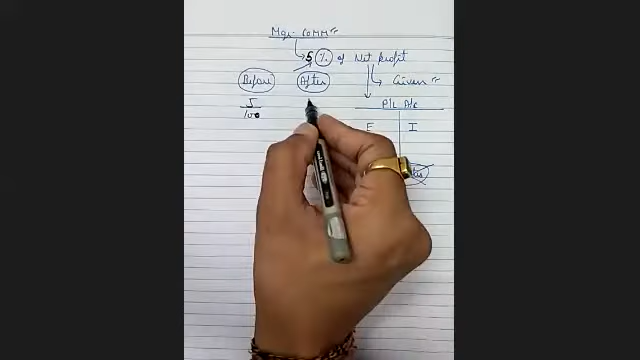 Mgr. COMM
5 % of Net profit
Before After Given
5
100
P/L A/c
E I